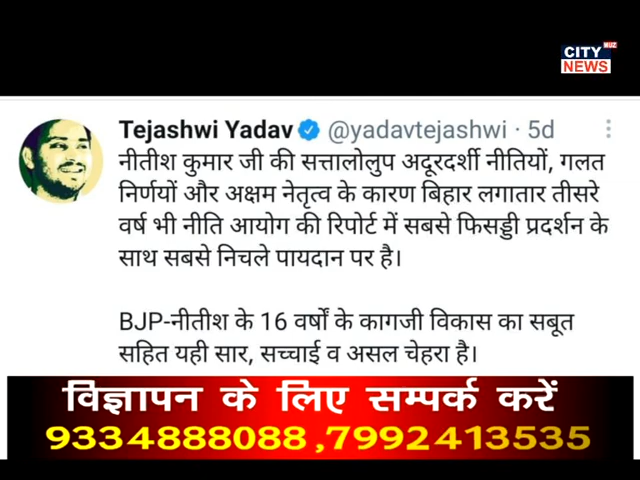 CITY MUZ
NEWS
Tejashwi Yadav @yadavtejashwi · 5d
नीतीश कुमार जी की सत्तालोलुप अदूरदर्शी नीतियों, गलत
निर्णयों और अक्षम नेतृत्व के कारण बिहार लगातार तीसरे
वर्ष भी नीति आयोग की रिपोर्ट में सबसे फिसड्डी प्रदर्शन के
साथ सबसे निचले पायदान पर है।
BJP-नीतीश के 16 वर्षों के कागजी विकास का सबूत
सहित यही सार, सच्चाई व असल चेहरा है।
विज्ञापन के लिए सम्पर्क करें
9334888088,7992413535